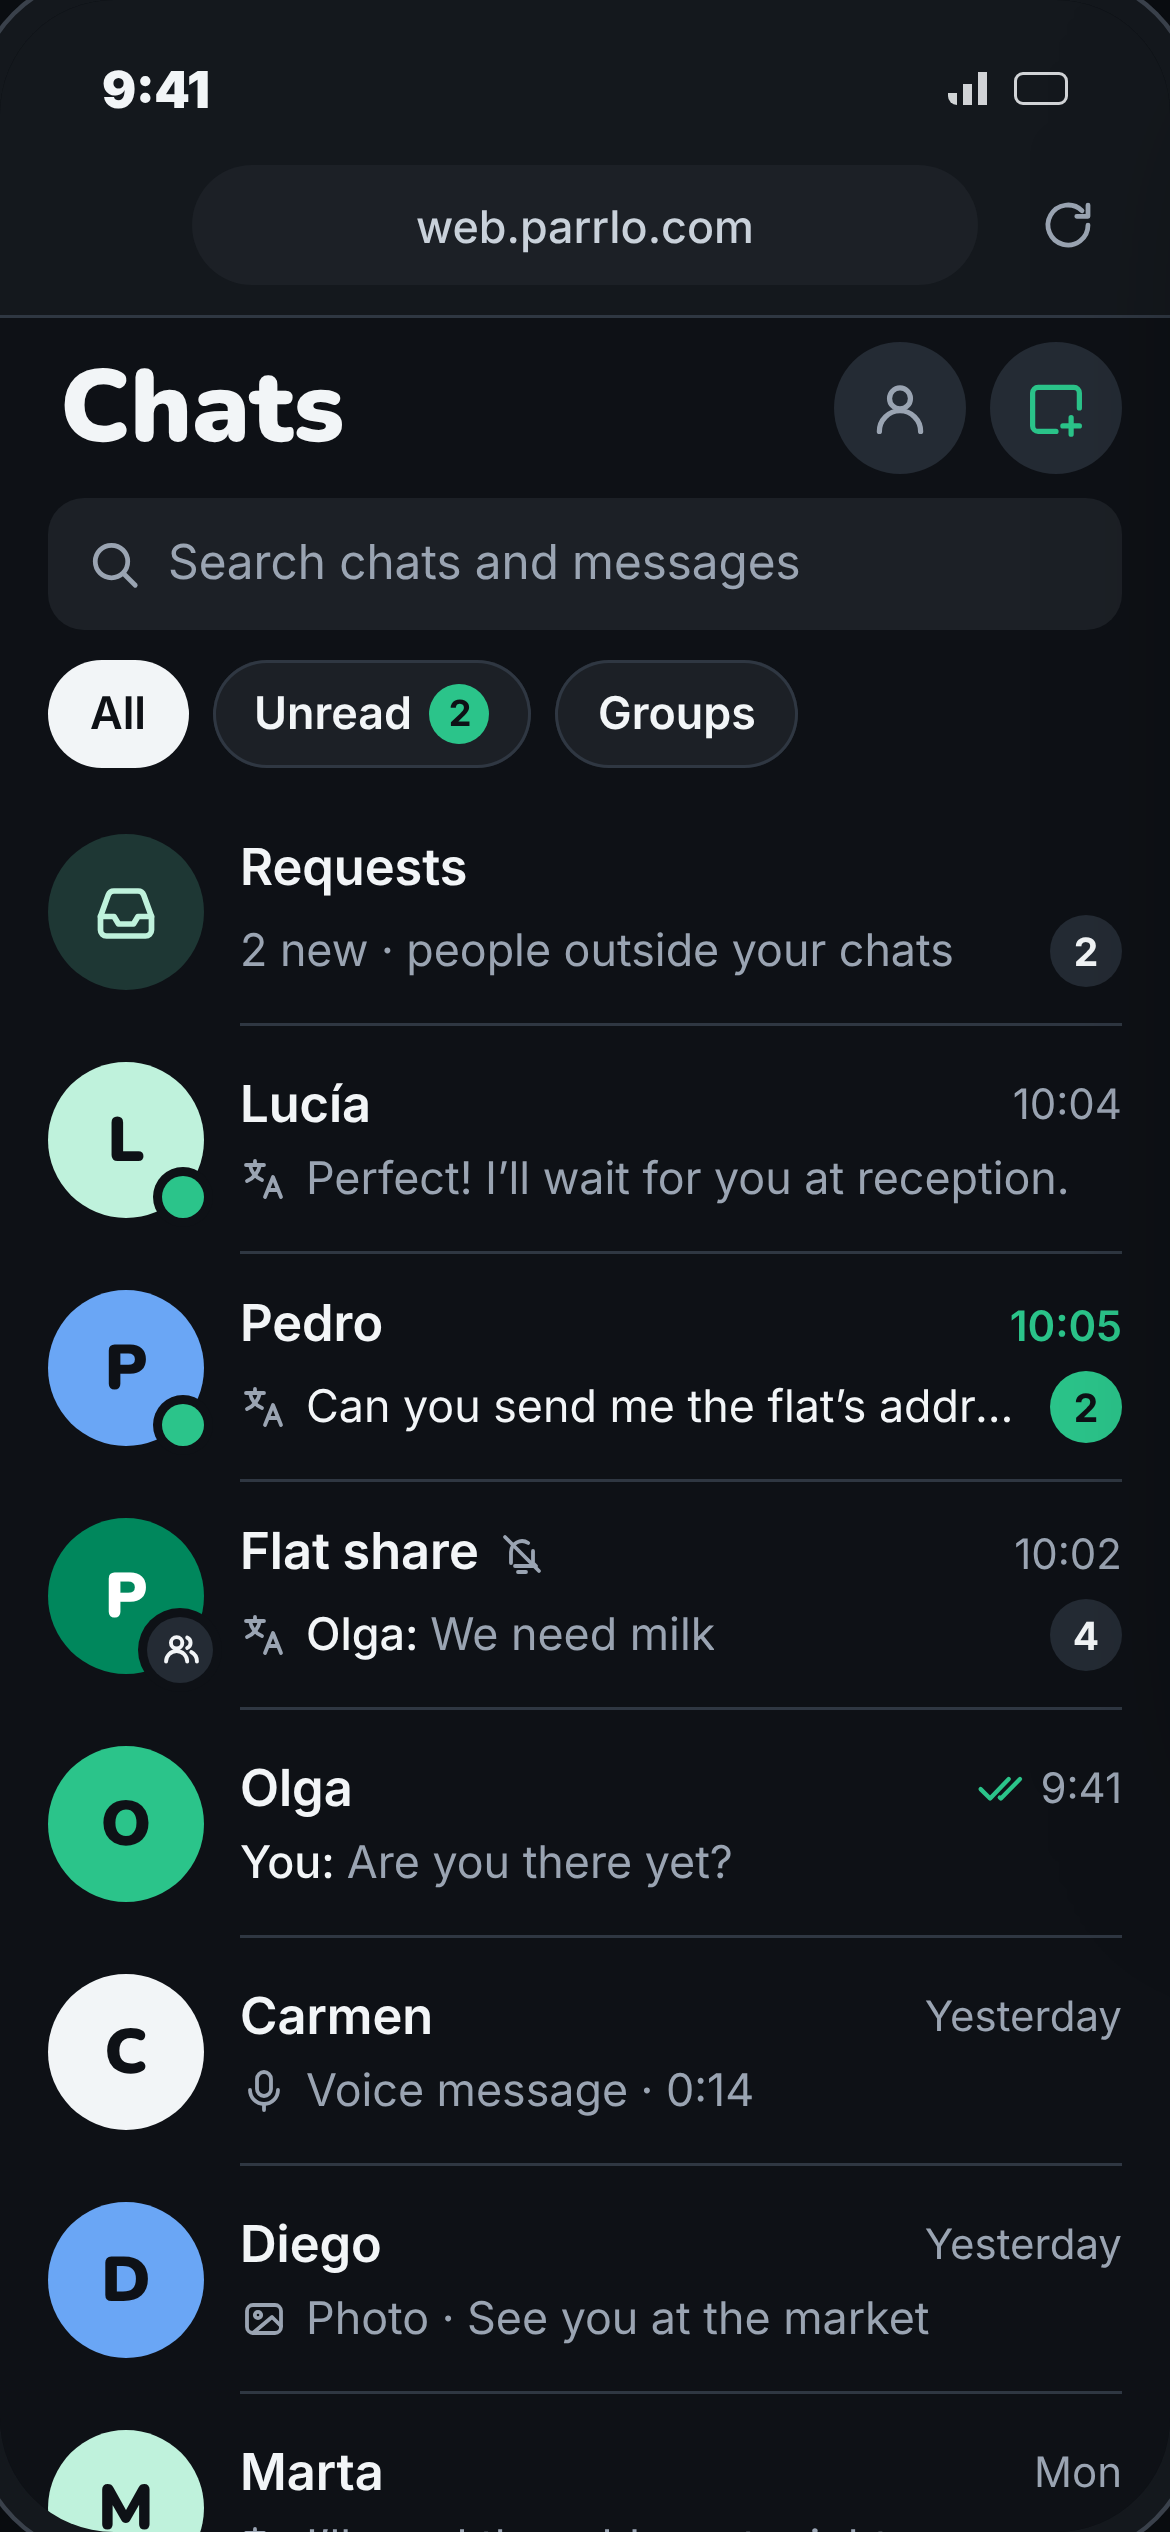 9:41
web.parrlo.com
Chats
Search chats and messages
All Unread 2 Groups
Requests
2 new · people outside your chats 2
L
Lucía 10:04
Perfect! I’ll wait for you at reception.
P
Pedro 10:05
Can you send me the flat’s addr… 2
P
Flat share 10:02
Olga: We need milk 4
O
Olga 9:41
You: Are you there yet?
C
Carmen Yesterday
Voice message · 0:14
D
Diego Yesterday
Photo · See you at the market
M
Marta Mon